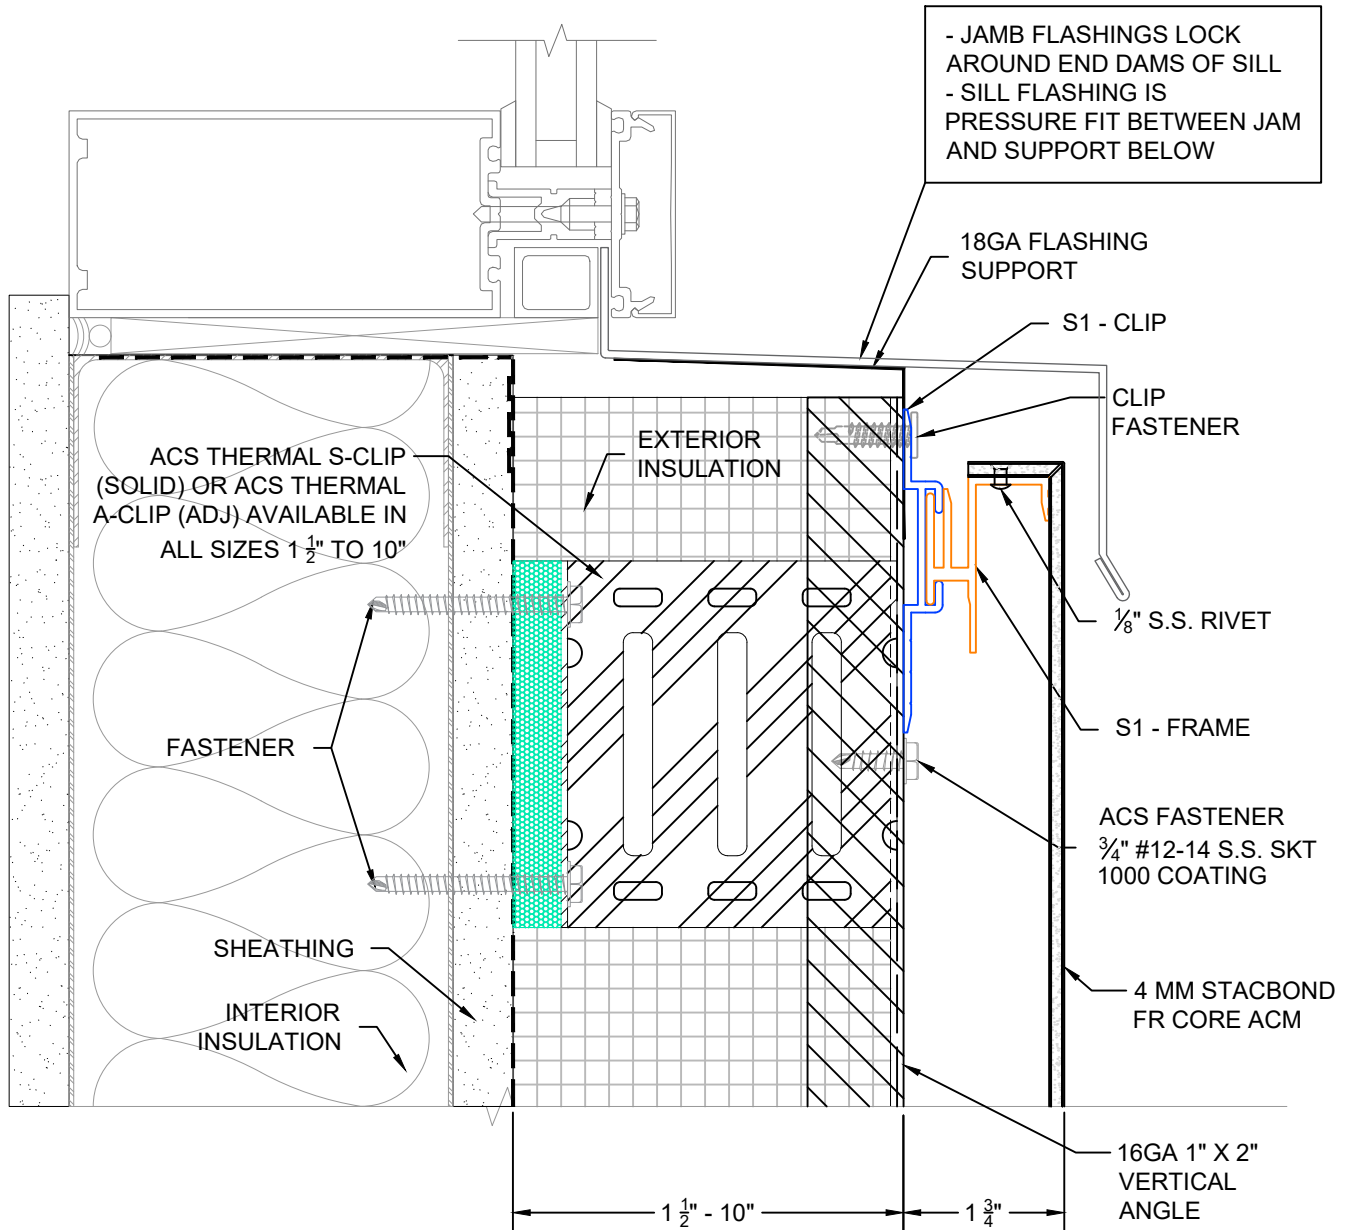 - JAMB FLASHINGS LOCK
AROUND END DAMS OF SILL
- SILL FLASHING IS
PRESSURE FIT BETWEEN JAM
AND SUPPORT BELOW
18GA FLASHING
SUPPORT
S1 - CLIP
CLIP
FASTENER
EXTERIOR
INSULATION
ACS THERMAL S-CLIP
(SOLID) OR ACS THERMAL
A-CLIP (ADJ) AVAILABLE IN
ALL SIZES 1 1/2" TO 10"
1/8" S.S. RIVET
S1 - FRAME
FASTENER
ACS FASTENER
3/4" #12-14 S.S. SKT
1000 COATING
SHEATHING
INTERIOR
INSULATION
4 MM STACBOND
FR CORE ACM
16GA 1" X 2"
VERTICAL
ANGLE
1 1/2" - 10"
1 3/4"